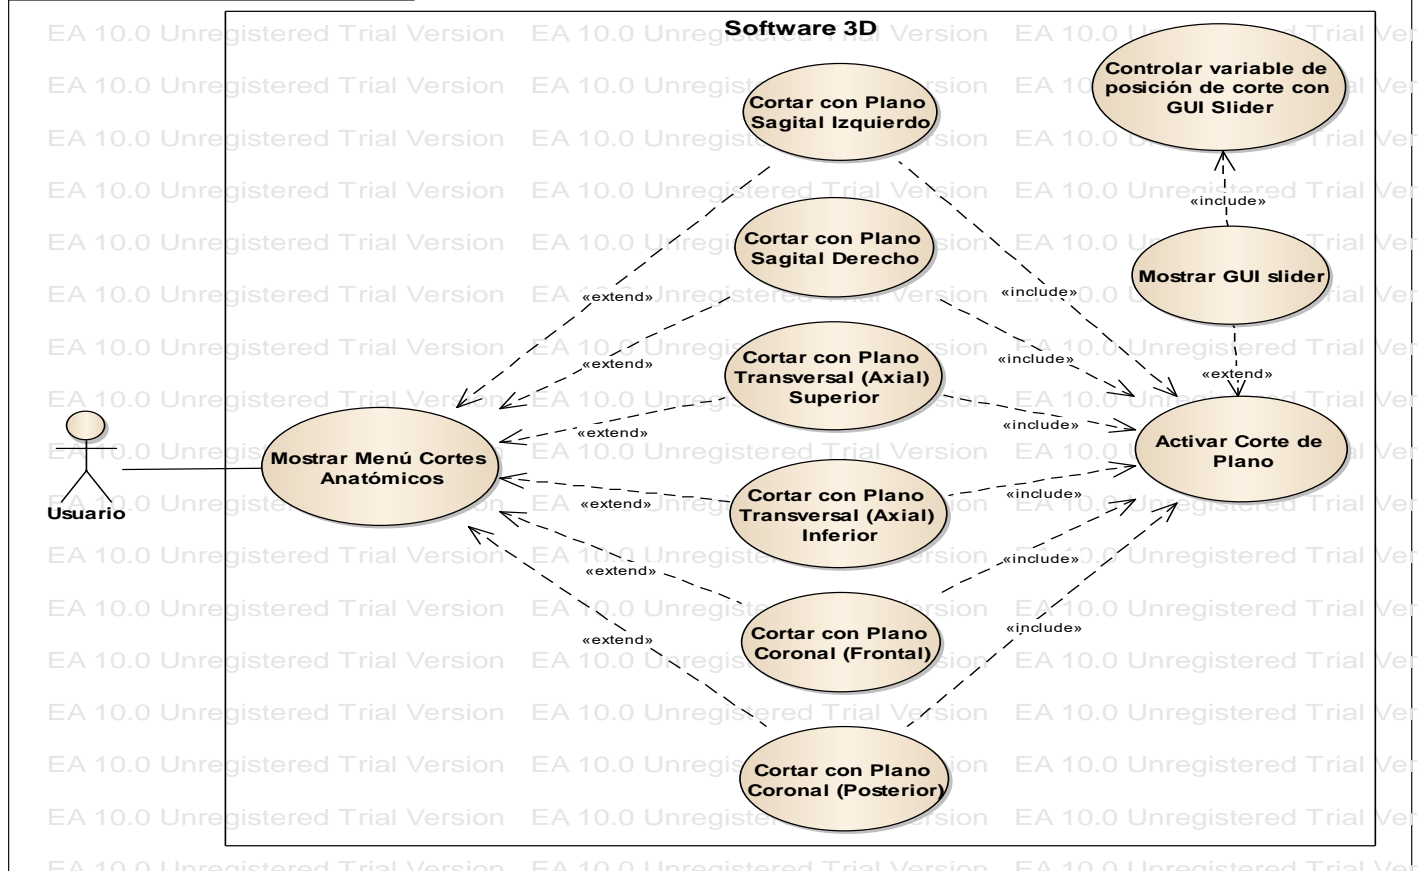 Software 3D
Cortar con Plano
Sagital Izquierdo
Controlar variable de
posición de corte con
GUI Slider
«include»
Cortar con Plano
Sagital Derecho
Mostrar GUI slider
«extend»
«include»
«extend»
«include»
«extend»
Cortar con Plano
Transversal (Axial)
Superior
«extend»
«include»
Usuario
Mostrar Menú Cortes
Anatómicos
Activar Corte de
Plano
Cortar con Plano
Transversal (Axial)
Inferior
«extend»
«include»
«extend»
«include»
Cortar con Plano
Coronal (Frontal)
«extend»
«include»
Cortar con Plano
Coronal (Posterior)
EA 10.0 Unregistered Trial Version